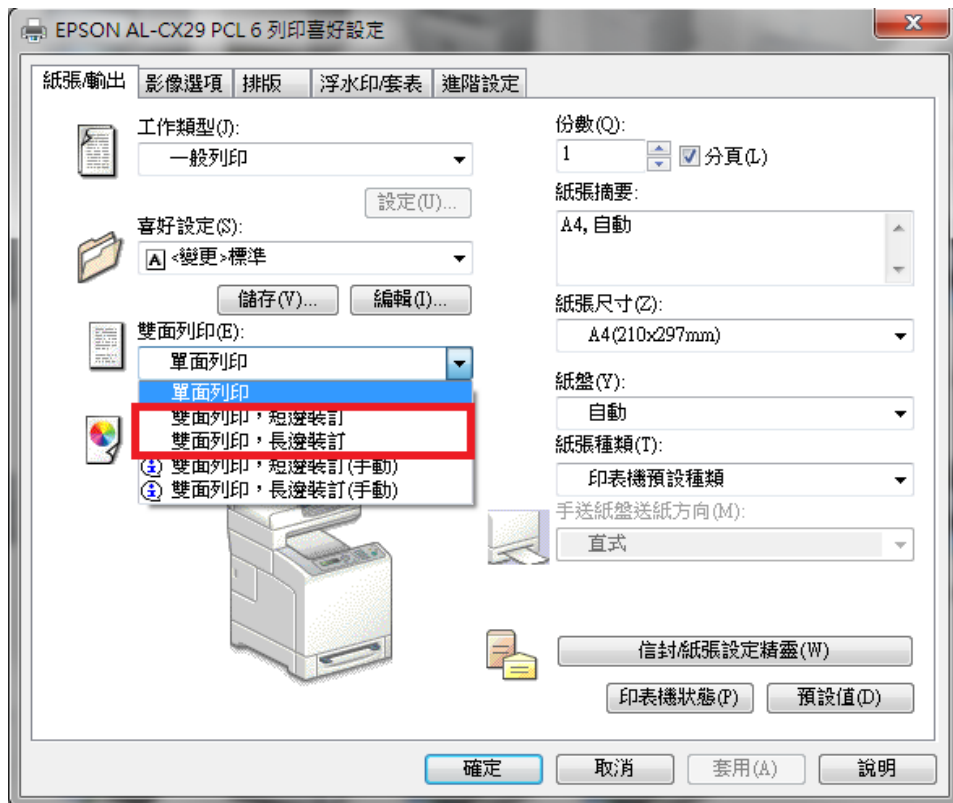 EPSON AL-CX29 PCL 6 列印喜好設定
紙張/輸出 影像選項 排版 浮水印/套表 進階設定
工作類型(J):
一般列印
設定(U)...
喜好設定(S):
A <變更>標準
儲存(V)... 編輯(I)...
雙面列印(E):
單面列印
單面列印
雙面列印，短邊裝訂
雙面列印，長邊裝訂
雙面列印，短邊裝訂(手動)
雙面列印，長邊裝訂(手動)
份數(Q):
1 分頁(L)
紙張摘要:
A4, 自動
紙張尺寸(Z):
A4(210x297mm)
紙盤(Y):
自動
紙張種類(T):
印表機預設種類
手送紙盤送紙方向(M):
直式
信封/紙張設定精靈(W)
印表機狀態(P) 預設值(D)
確定 取消 套用(A) 說明